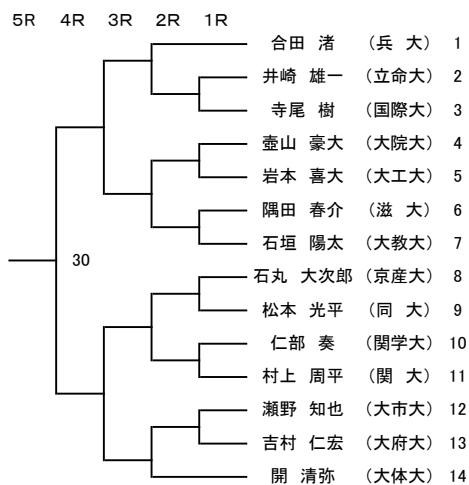 5R 4R 3R 2R 1R
合田 渚 (兵 大) 1
井崎 雄一 (立命大) 2
寺尾 樹 (国際大) 3
壺山 豪大 (大院大) 4
岩本 喜大 (大工大) 5
隅田 春介 (滋 大) 6
石垣 陽太 (大教大) 7
30
石丸 大次郎 (京産大) 8
松本 光平 (同 大) 9
仁部 奏 (関学大) 10
村上 周平 (関 大) 11
瀬野 知也 (大市大) 12
吉村 仁宏 (大府大) 13
開 清弥 (大体大) 14